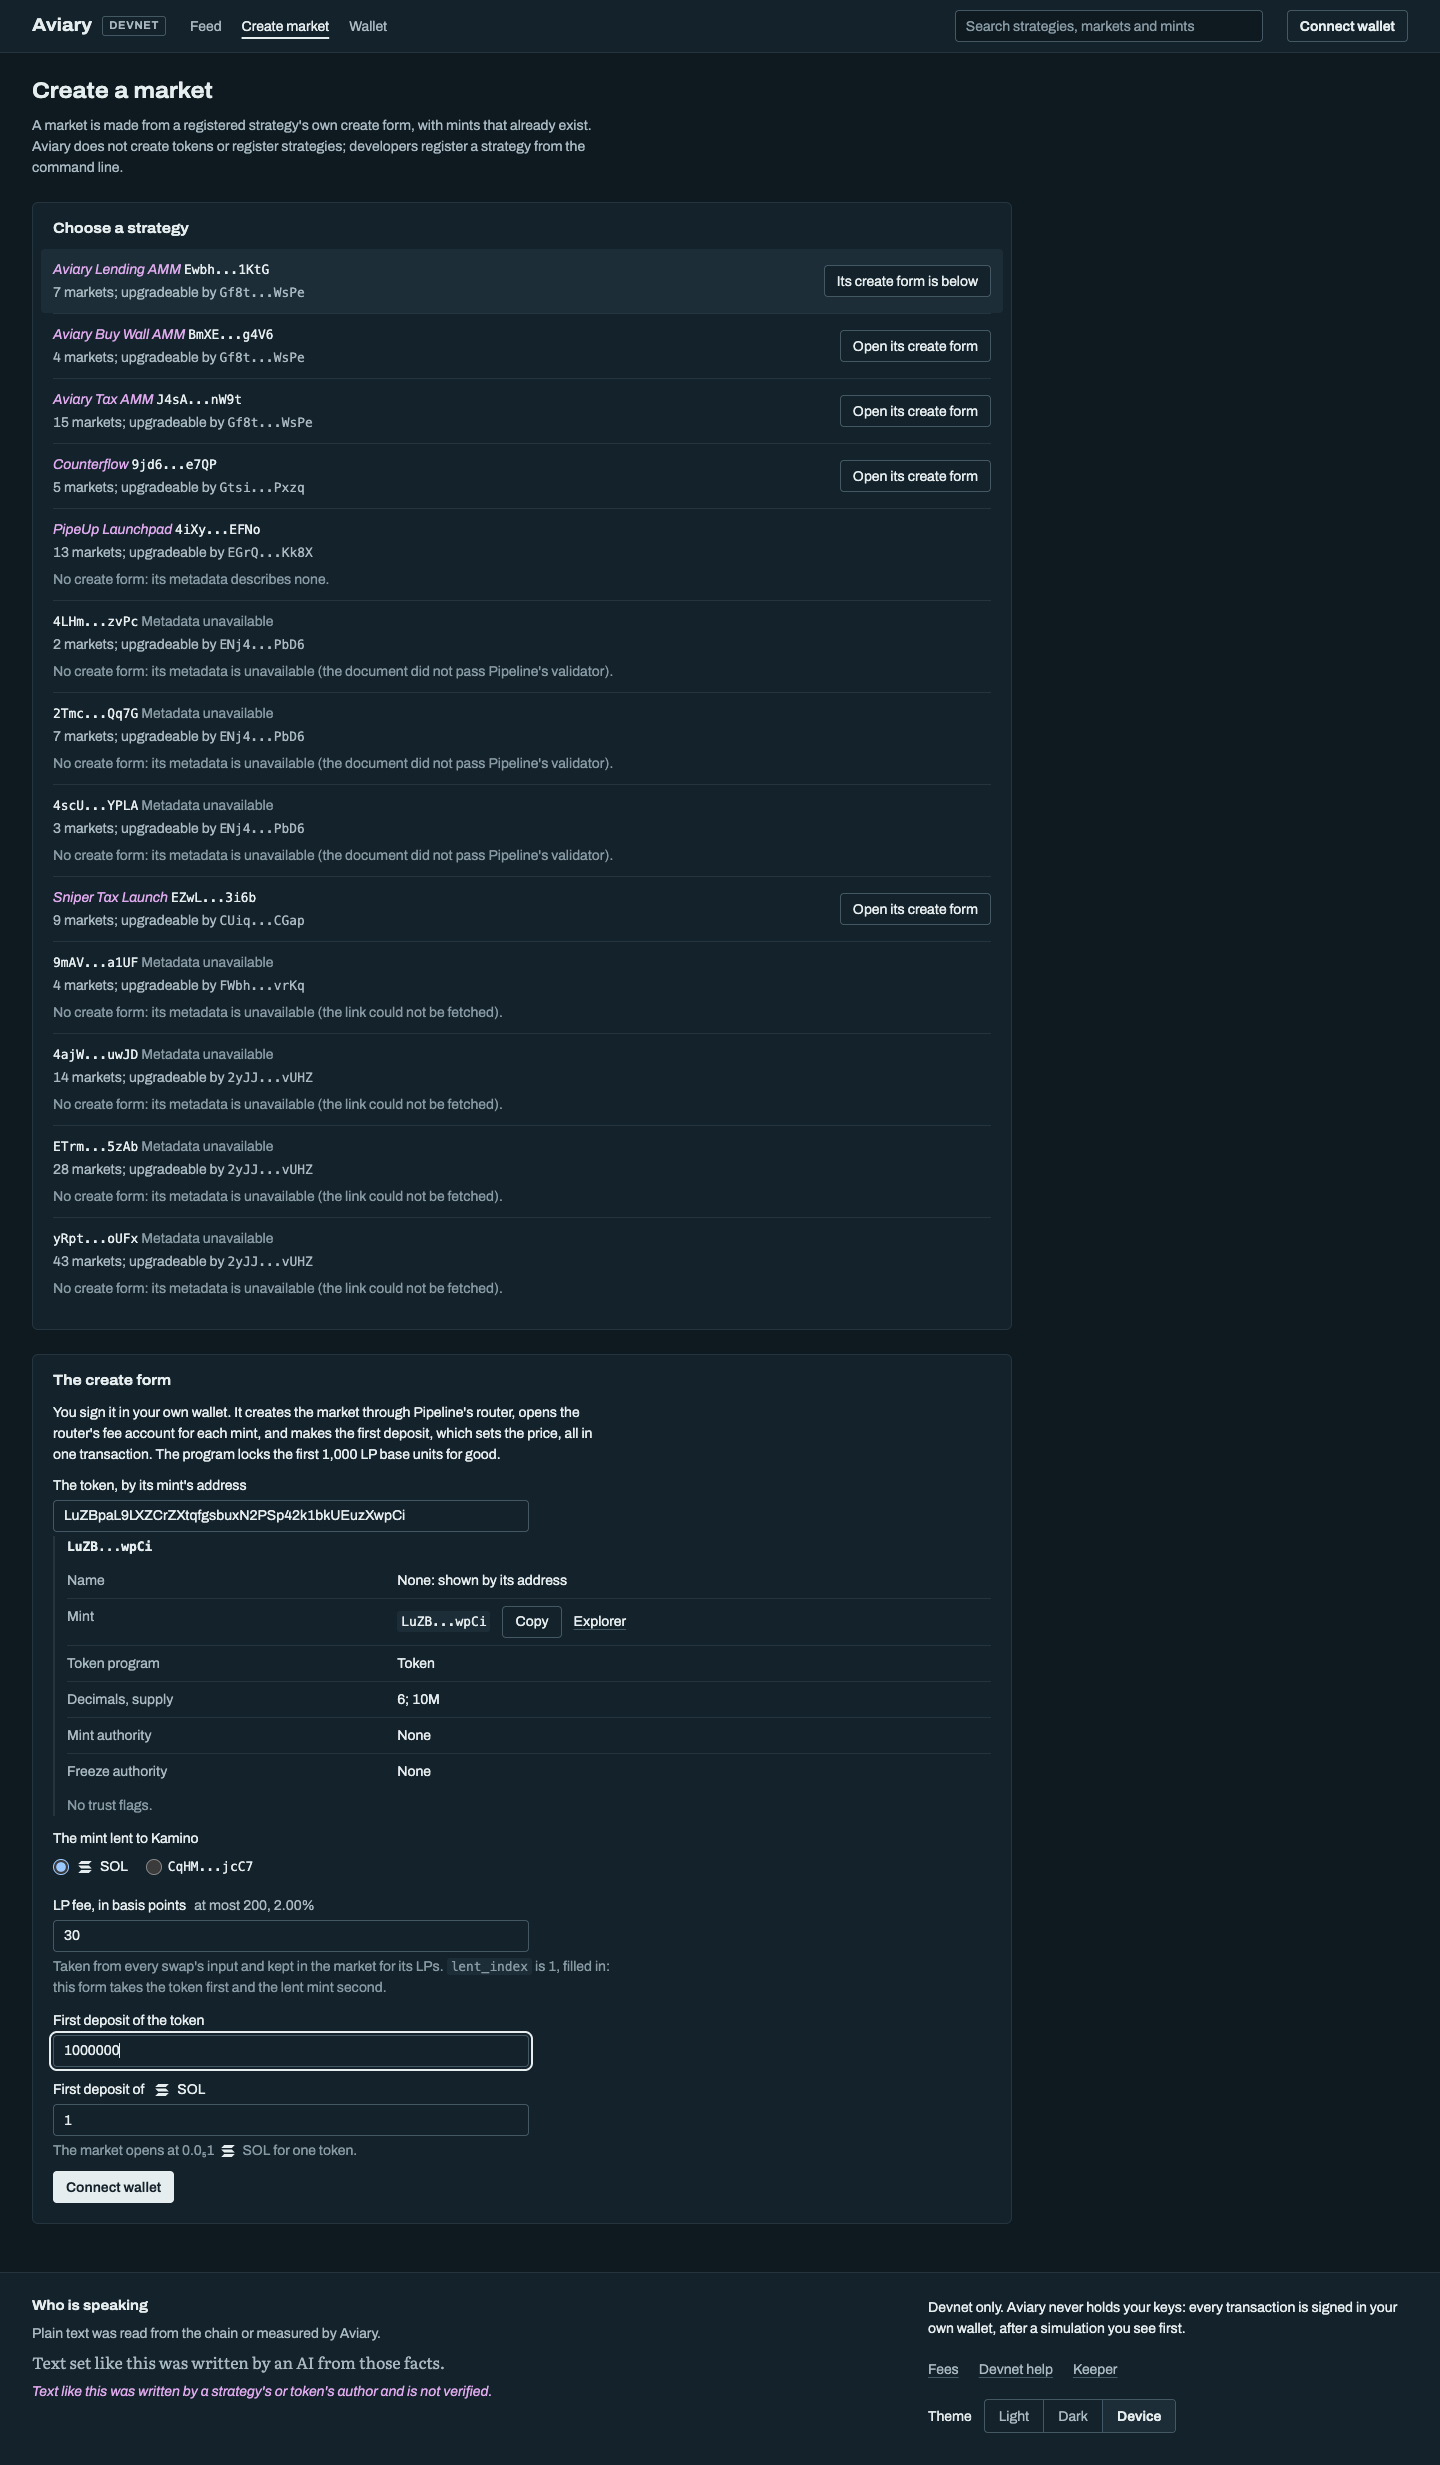 Aviary DEVNET Feed Create market Wallet Search strategies, markets and mints Connect wallet
Create a market
A market is made from a registered strategy's own create form, with mints that already exist.
Aviary does not create tokens or register strategies; developers register a strategy from the
command line.
Choose a strategy
Aviary Lending AMM Ewbh...1KtG
7 markets; upgradeable by Gf8t...WsPe
Its create form is below
Aviary Buy Wall AMM BmXE...g4V6
4 markets; upgradeable by Gf8t...WsPe
Open its create form
Aviary Tax AMM J4sA...nW9t
15 markets; upgradeable by Gf8t...WsPe
Open its create form
Counterflow 9jd6...e7QP
5 markets; upgradeable by Gtsi...Pxzq
Open its create form
PipeUp Launchpad 4iXy...EFNo
13 markets; upgradeable by EGrQ...Kk8X
No create form: its metadata describes none.
4LHm...zvPc Metadata unavailable
2 markets; upgradeable by ENj4...PbD6
No create form: its metadata is unavailable (the document did not pass Pipeline's validator).
2Tmc...Qq7G Metadata unavailable
7 markets; upgradeable by ENj4...PbD6
No create form: its metadata is unavailable (the document did not pass Pipeline's validator).
4scU...YPLA Metadata unavailable
3 markets; upgradeable by ENj4...PbD6
No create form: its metadata is unavailable (the document did not pass Pipeline's validator).
Sniper Tax Launch EZwL...3i6b
9 markets; upgradeable by CUiq...CGap
Open its create form
9mAV...a1UF Metadata unavailable
4 markets; upgradeable by FWbh...vrKq
No create form: its metadata is unavailable (the link could not be fetched).
4ajW...uwJD Metadata unavailable
14 markets; upgradeable by 2yJJ...vUHZ
No create form: its metadata is unavailable (the link could not be fetched).
ETrm...5zAb Metadata unavailable
28 markets; upgradeable by 2yJJ...vUHZ
No create form: its metadata is unavailable (the link could not be fetched).
yRpt...oUFx Metadata unavailable
43 markets; upgradeable by 2yJJ...vUHZ
No create form: its metadata is unavailable (the link could not be fetched).
The create form
You sign it in your own wallet. It creates the market through Pipeline's router, opens the
router's fee account for each mint, and makes the first deposit, which sets the price, all in
one transaction. The program locks the first 1,000 LP base units for good.
The token, by its mint's address
LuZBpaL9LXZCrZXtqfgsbuxN2PSp42k1bkUEuzXwpCi
LuZB...wpCi
Name None: shown by its address
Mint LuZB...wpCi Copy Explorer
Token program Token
Decimals, supply 6; 10M
Mint authority None
Freeze authority None
No trust flags.
The mint lent to Kamino
SOL CqHM...jcC7
LP fee, in basis points at most 200, 2.00%
30
Taken from every swap's input and kept in the market for its LPs. lent_index is 1, filled in:
this form takes the token first and the lent mint second.
First deposit of the token
1000000
First deposit of SOL
1
The market opens at 0.0₅1 SOL for one token.
Connect wallet
Who is speaking
Plain text was read from the chain or measured by Aviary.
Text set like this was written by an AI from those facts.
Text like this was written by a strategy's or token's author and is not verified.
Devnet only. Aviary never holds your keys: every transaction is signed in your
own wallet, after a simulation you see first.
Fees Devnet help Keeper
Theme Light Dark Device